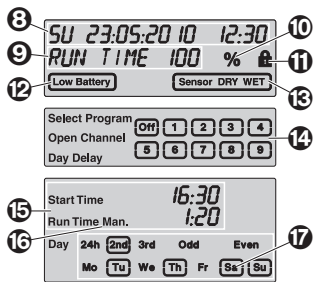 8 SU 23:05:20 10 12:30 10
9 RUN TIME 100 % 11
12 Low Battery Sensor DRY WET 13
Select Program Off 1 2 3 4
Open Channel 14
Day Delay 5 6 7 8 9
15 Start Time 16:30
16 Run Time Man. 1:20
Day 24h 2nd 3rd Odd Even 17
Mo Tu We Th Fr Sa Su